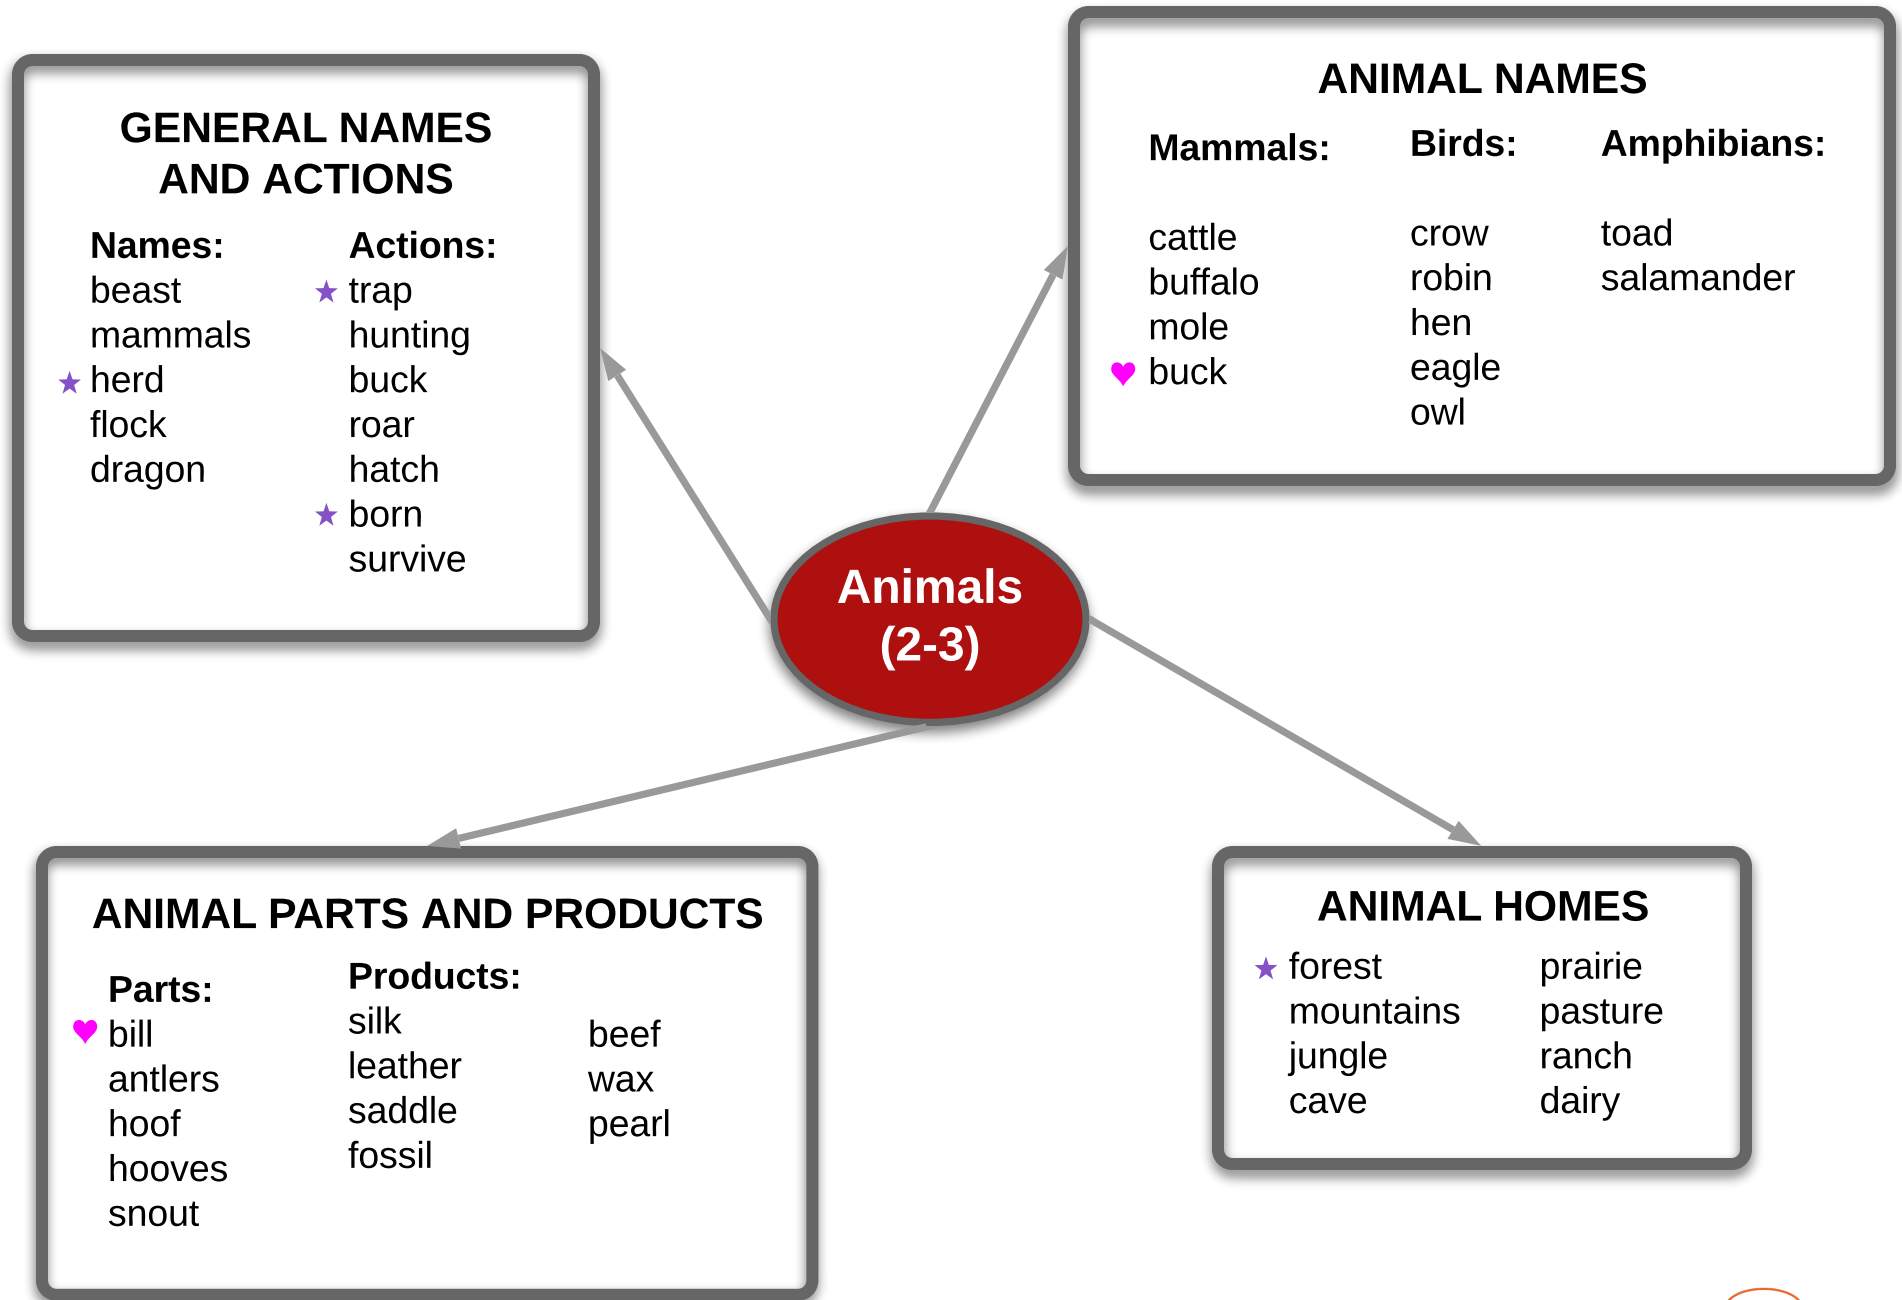 GENERAL NAMES
AND ACTIONS
Names:
beast
mammals
herd
flock
dragon
Actions:
trap
hunting
buck
roar
hatch
born
survive
ANIMAL NAMES
Mammals:
cattle
buffalo
mole
buck
Birds:
crow
robin
hen
eagle
owl
Amphibians:
toad
salamander
Animals
(2-3)
ANIMAL PARTS AND PRODUCTS
Parts:
bill
antlers
hoof
hooves
snout
Products:
silk
leather
saddle
fossil
beef
wax
pearl
ANIMAL HOMES
forest
mountains
jungle
cave
prairie
pasture
ranch
dairy